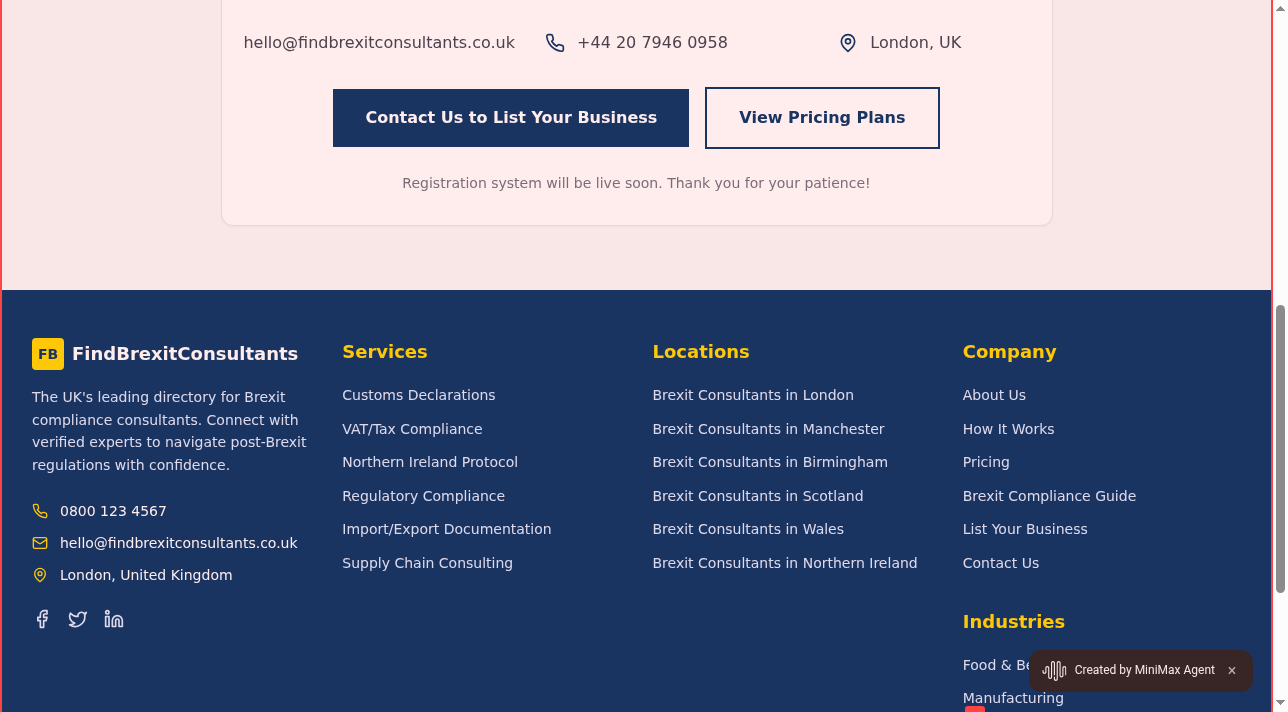 hello@findbrexitconsultants.co.uk
+44 20 7946 0958
London, UK
Contact Us to List Your Business
View Pricing Plans
Registration system will be live soon. Thank you for your patience!
FB FindBrexitConsultants
The UK's leading directory for Brexit
compliance consultants. Connect with
verified experts to navigate post-Brexit
regulations with confidence.
0800 123 4567
hello@findbrexitconsultants.co.uk
London, United Kingdom
Services
Customs Declarations
VAT/Tax Compliance
Northern Ireland Protocol
Regulatory Compliance
Import/Export Documentation
Supply Chain Consulting
Locations
Brexit Consultants in London
Brexit Consultants in Manchester
Brexit Consultants in Birmingham
Brexit Consultants in Scotland
Brexit Consultants in Wales
Brexit Consultants in Northern Ireland
Company
About Us
How It Works
Pricing
Brexit Compliance Guide
List Your Business
Contact Us
Industries
Food &
Manufacturing
Created by MiniMax Agent ×